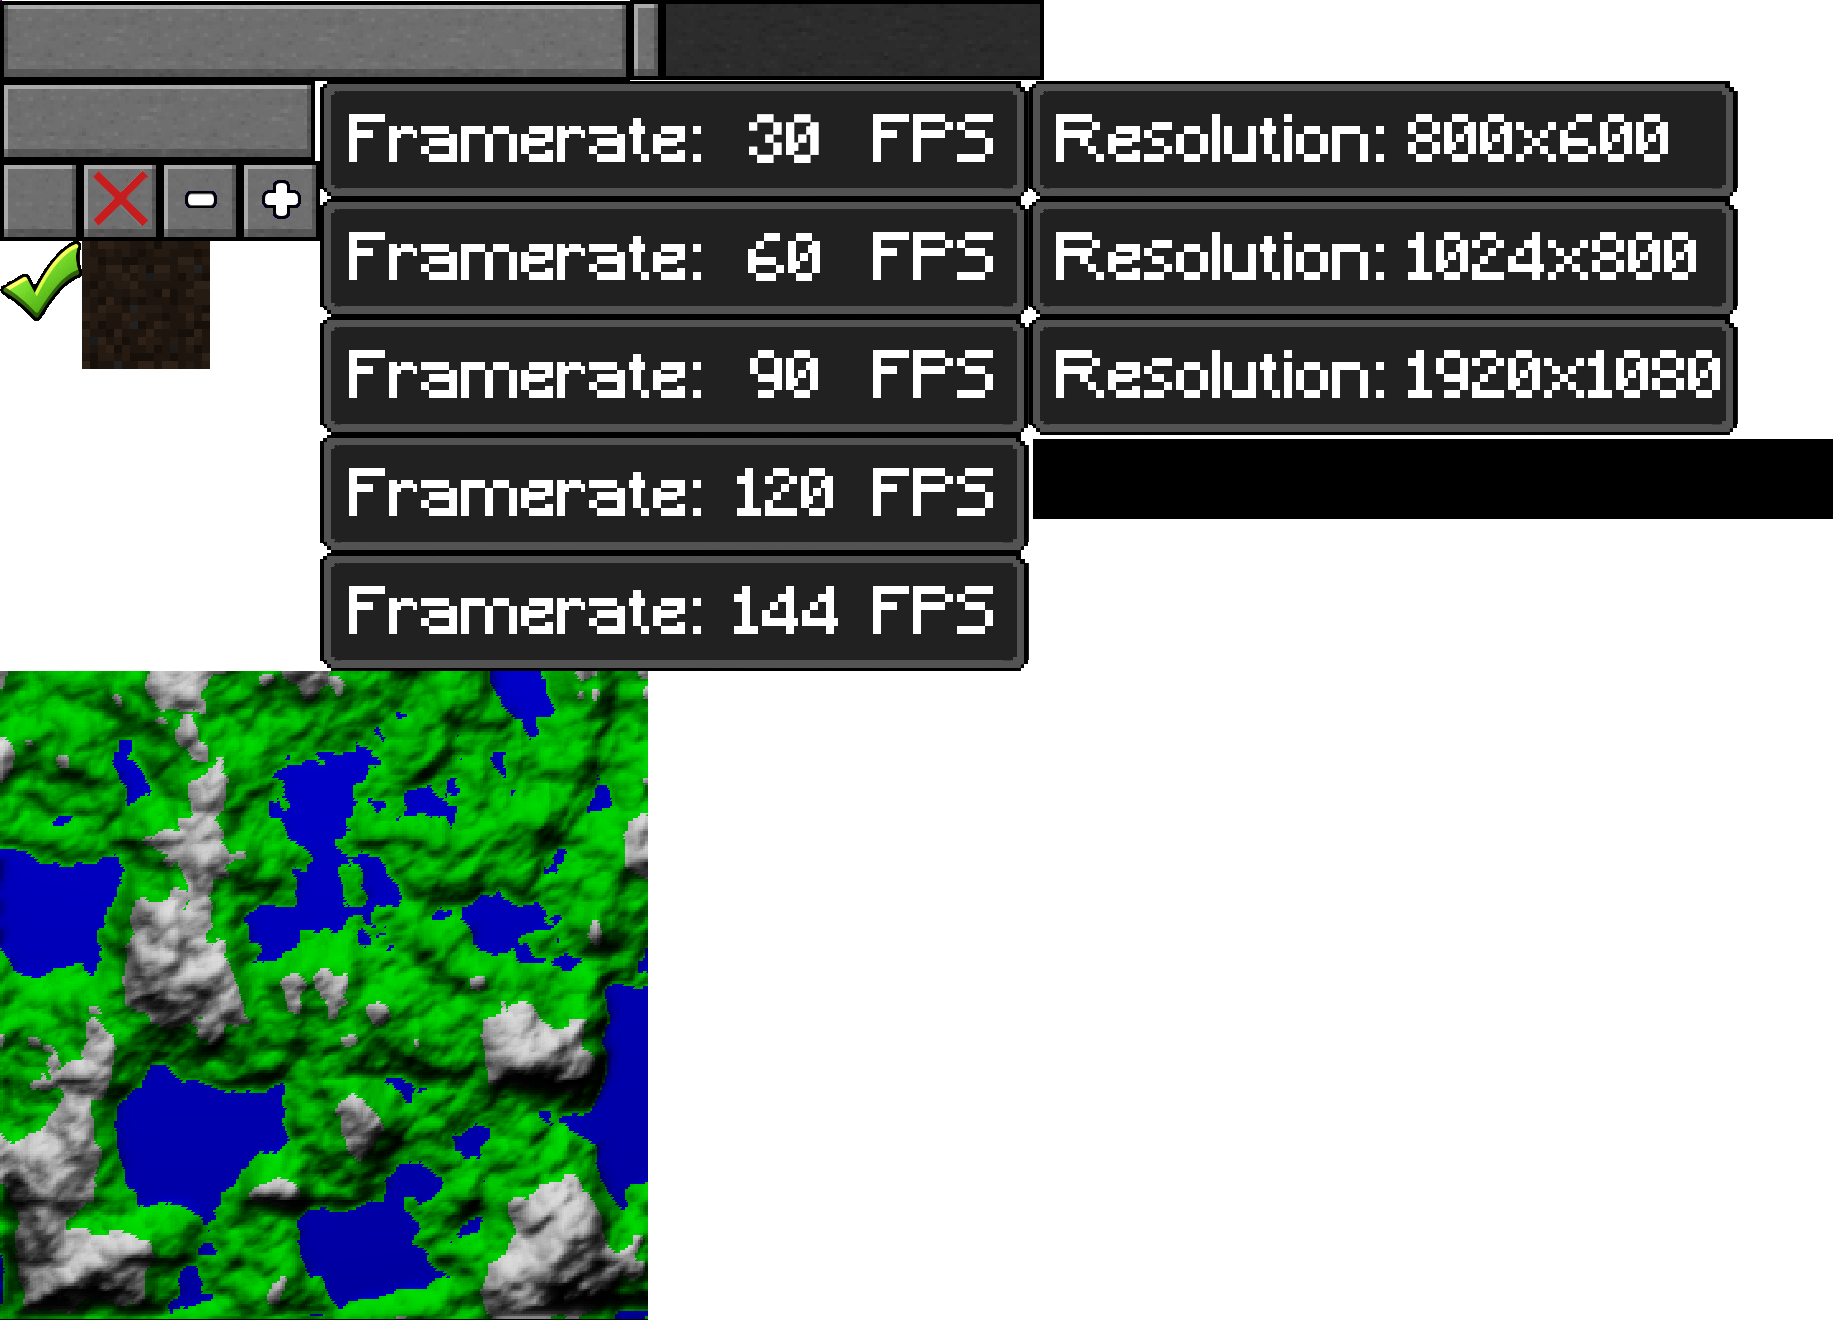 Framerate: 30 FPS
Resolution: 800x600
Framerate: 60 FPS
Resolution: 1024x800
Framerate: 90 FPS
Resolution: 1920x1080
Framerate: 120 FPS
Framerate: 144 FPS